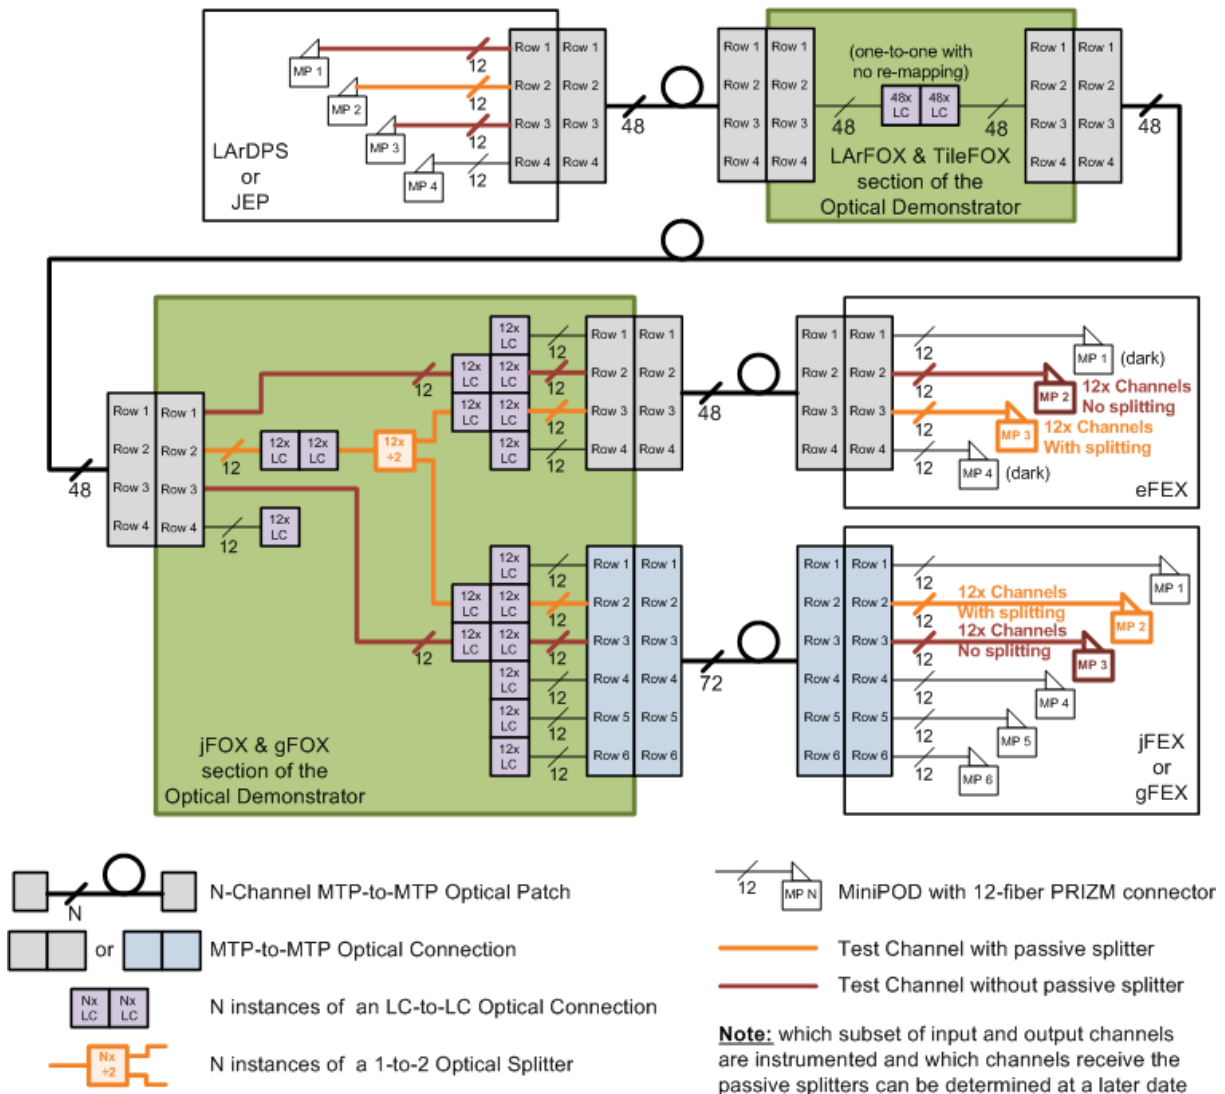 MP 1
MP 2
MP 3
MP 4
12
12
12
12
LArDPS
or
JEP
Row 1 Row 1
Row 2 Row 2
Row 3 Row 3
Row 4 Row 4
48
Row 1 Row 1
Row 2 Row 2
Row 3 Row 3
Row 4 Row 4
(one-to-one with
no re-mapping)
48
48x 48x
LC LC
48
LArFOX & TileFOX
section of the
Optical Demonstrator
Row 1 Row 1
Row 2 Row 2
Row 3 Row 3
Row 4 Row 4
48
48
Row 1 Row 1
Row 2 Row 2
Row 3 Row 3
Row 4 Row 4
12
12x 12x
LC LC
12x
÷2
12
12x
LC
12
12x
LC
12
12x 12x
LC LC
12
12x 12x
LC LC
12
12x
LC
12
Row 1 Row 1
Row 2 Row 2
Row 3 Row 3
Row 4 Row 4
48
Row 1 Row 1
Row 2 Row 2
Row 3 Row 3
Row 4 Row 4
12
12
12
12
MP 1
(dark)
MP 2
12x Channels
No splitting
MP 3
12x Channels
With splitting
MP 4
(dark)
eFEX
12x
LC
12
12x 12x
LC LC
12
12
12x 12x
LC LC
12
12x
LC
12
12x
LC
12
12x
LC
12
jFOX & gFOX
section of the
Optical Demonstrator
Row 1 Row 1
Row 2 Row 2
Row 3 Row 3
Row 4 Row 4
Row 5 Row 5
Row 6 Row 6
72
Row 1 Row 1
Row 2 Row 2
Row 3 Row 3
Row 4 Row 4
Row 5 Row 5
Row 6 Row 6
12
12
12
12
12
12
MP 1
12x Channels
With splitting
MP 2
12x Channels
No splitting
MP 3
MP 4
MP 5
MP 6
jFEX
or
gFEX
N
N-Channel MTP-to-MTP Optical Patch
or
MTP-to-MTP Optical Connection
Nx Nx
LC LC
N instances of an LC-to-LC Optical Connection
Nx
÷2
N instances of a 1-to-2 Optical Splitter
12
MP N
MiniPOD with 12-fiber PRIZM connector
Test Channel with passive splitter
Test Channel without passive splitter
Note: which subset of input and output channels
are instrumented and which channels receive the
passive splitters can be determined at a later date